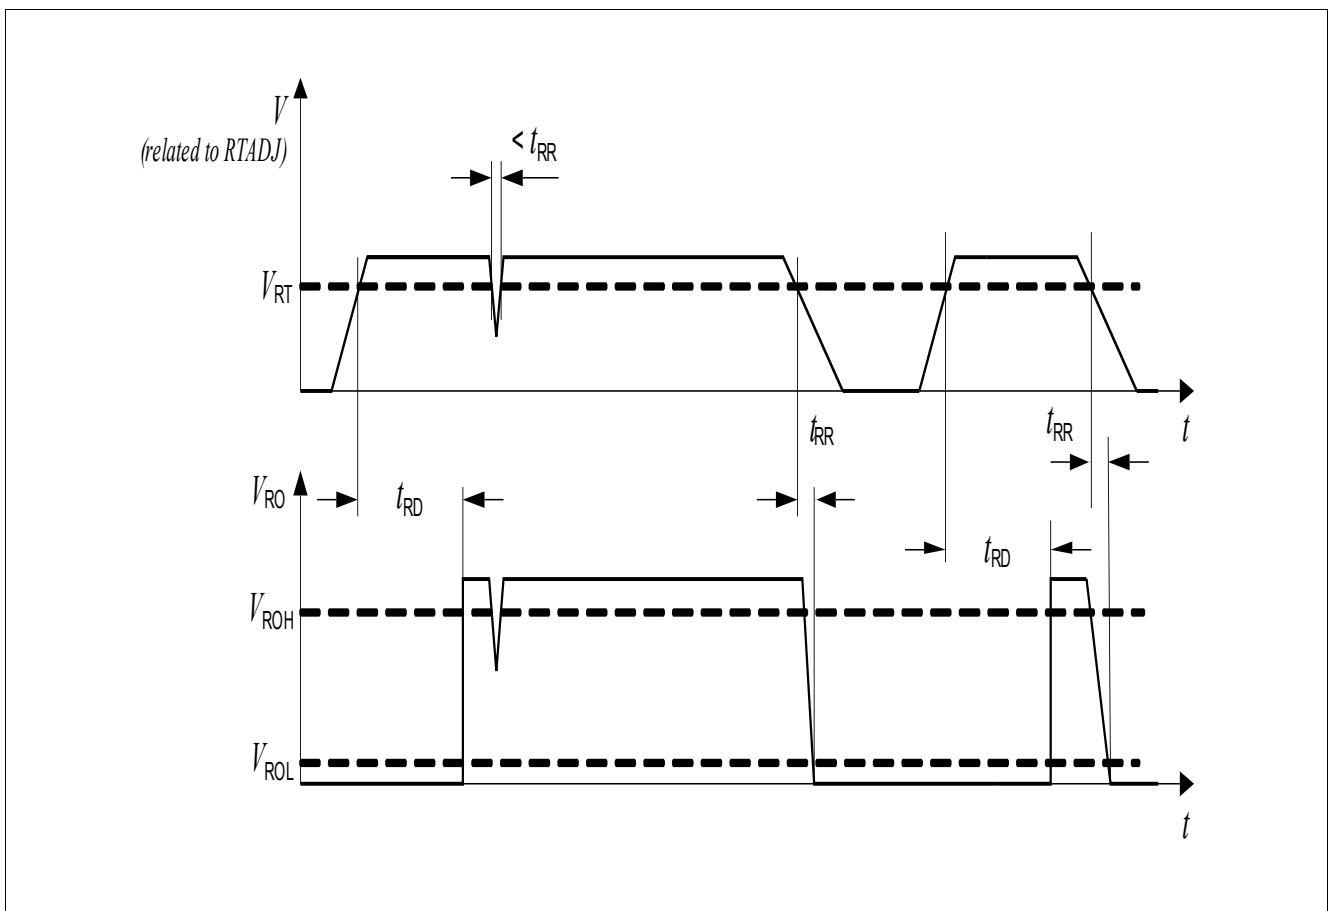 V
(related to RTADJ)
< tRR
VRT
tRR
tRR
t
VRO
tRD
tRD
VROH
VROL
t